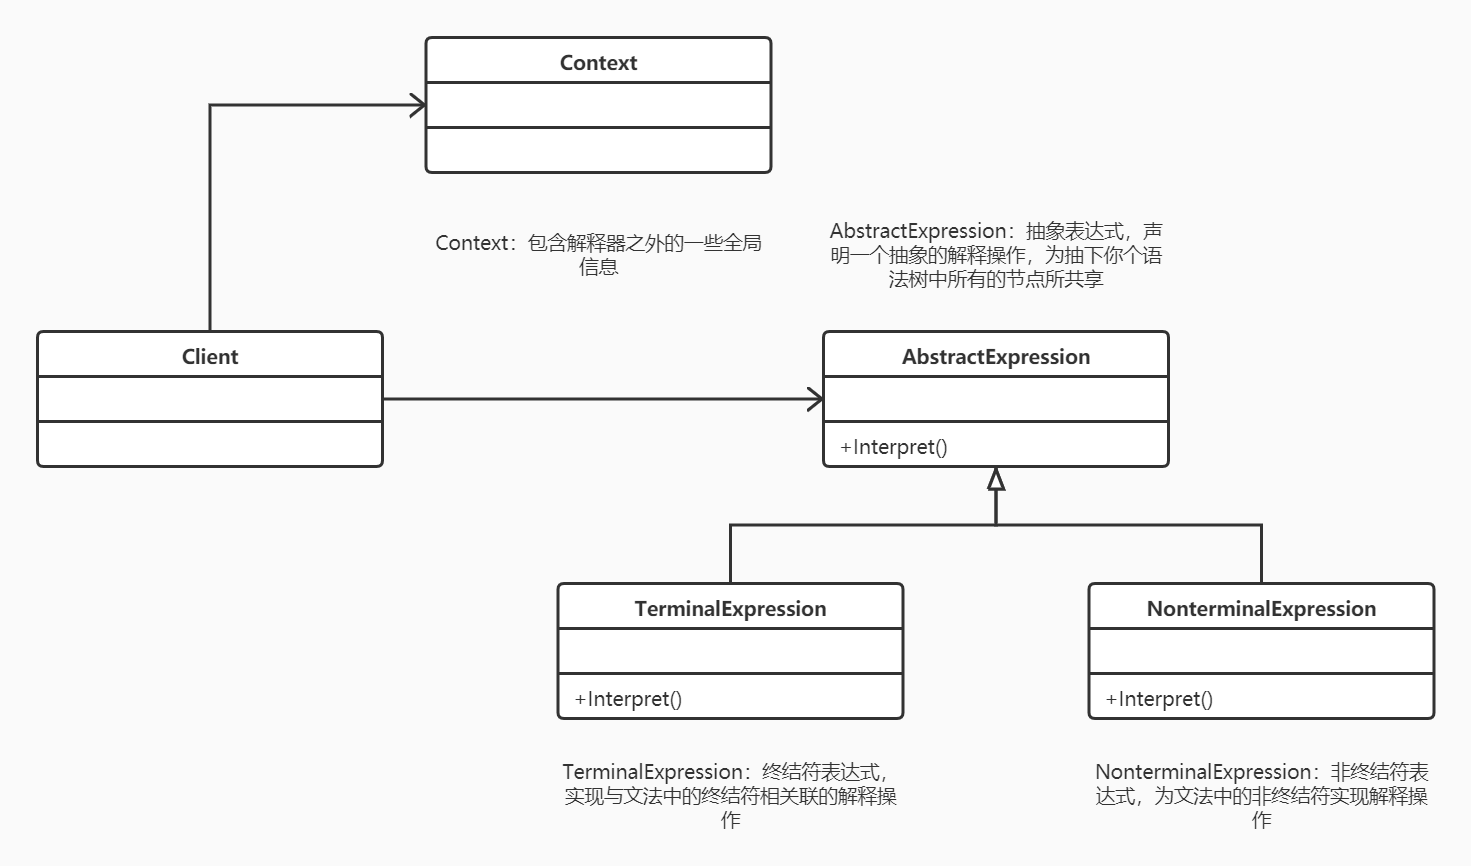 Context
Context：包含解释器之外的一些全局
信息
AbstractExpression：抽象表达式，声
明一个抽象的解释操作，为抽下你个语
法树中所有的节点所共享
Client
AbstractExpression
+Interpret()
TerminalExpression
+Interpret()
NonterminalExpression
+Interpret()
TerminalExpression：终结符表达式，
实现与文法中的终结符相关联的解释操
作
NonterminalExpression：非终结符表
达式，为文法中的非终结符实现解释操
作